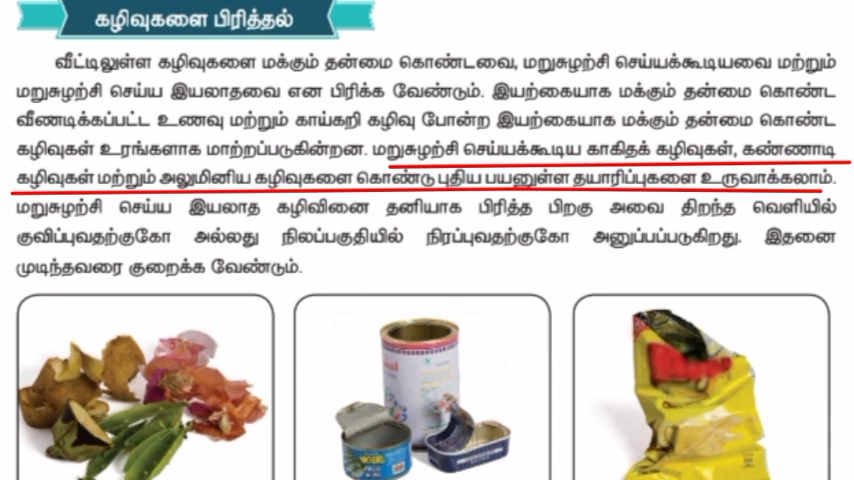 கழிவுகளை பிரித்தல்
வீட்டிலுள்ள கழிவுகளை மக்கும் தன்மை கொண்டவை, மறுசுழற்சி செய்யக்கூடியவை மற்றும்
மறுசுழற்சி செய்ய இயலாதவை என பிரிக்க வேண்டும். இயற்கையாக மக்கும் தன்மை கொண்ட
வீணடிக்கப்பட்ட உணவு மற்றும் காய்கறி கழிவு போன்ற இயற்கையாக மக்கும் தன்மை கொண்ட
கழிவுகள் உரங்களாக மாற்றப்படுகின்றன. மறுசுழற்சி செய்யக்கூடிய காகிதக் கழிவுகள், கண்ணாடி
கழிவுகள் மற்றும் அலுமினிய கழிவுகளை கொண்டு புதிய பயனுள்ள தயாரிப்புகளை உருவாக்கலாம்.
மறுசுழற்சி செய்ய இயலாத கழிவினை தனியாக பிரித்த பிறகு அவை திறந்த வெளியில்
குவிப்புவதற்குகோ அல்லது நிலப்பகுதியில் நிரப்புவதற்குகோ அனுப்பப்படுகிறது. இதனை
முடிந்தவரை குறைக்க வேண்டும்.